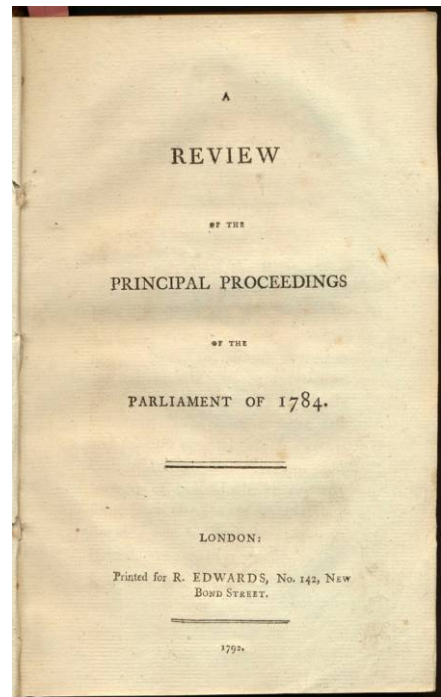 A
REVIEW
OF THE
PRINCIPAL PROCEEDINGS
OF THE
PARLIAMENT OF 1784.
LONDON:
Printed for R. EDWARDS, No. 142, NEW
BOND STREET.
1792.